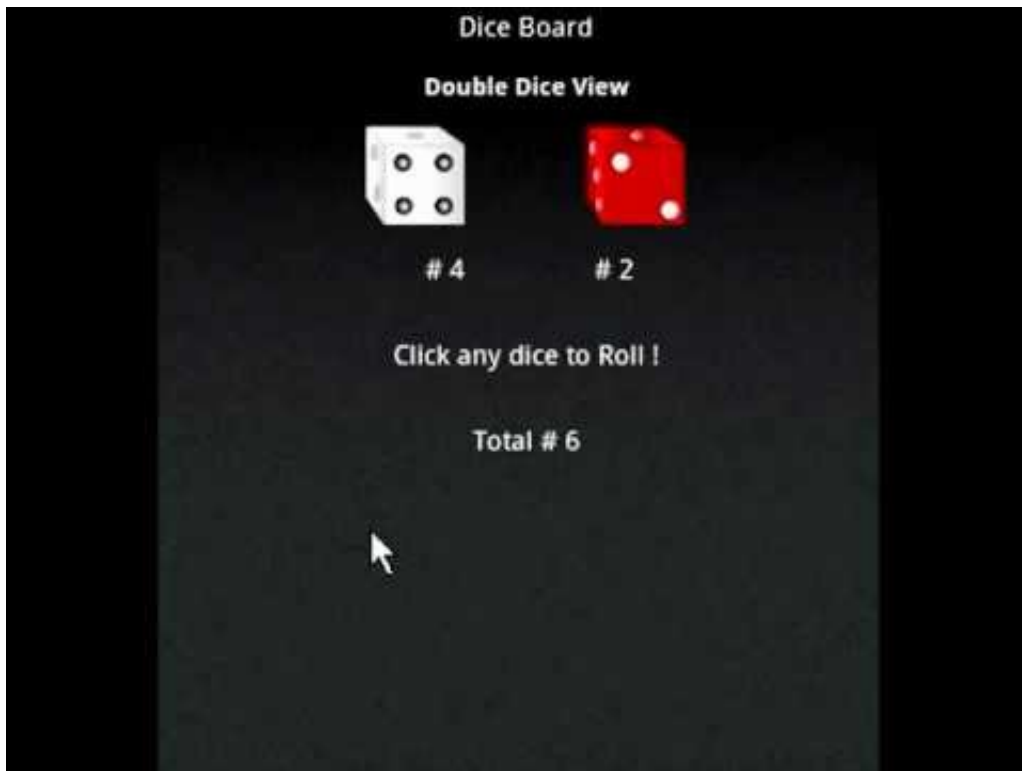 Dice Board
Double Dice View
# 4 # 2
Click any dice to Roll !
Total # 6